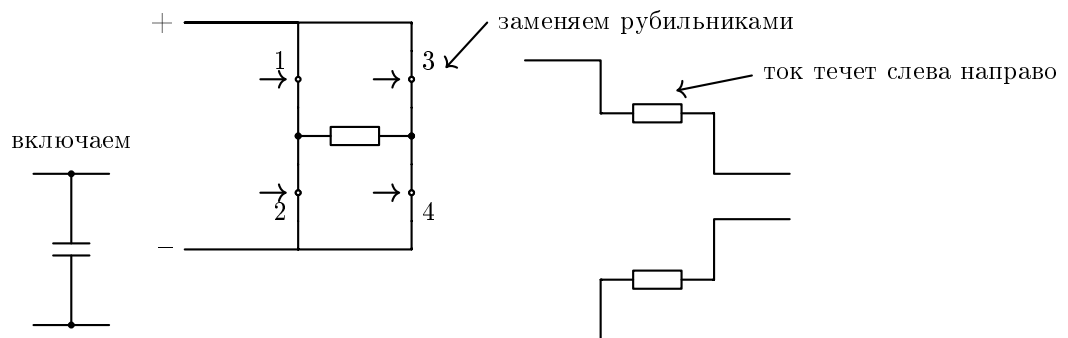 +
заменяем рубильниками
1
3
ток течет слева направо
включаем
2
4
−